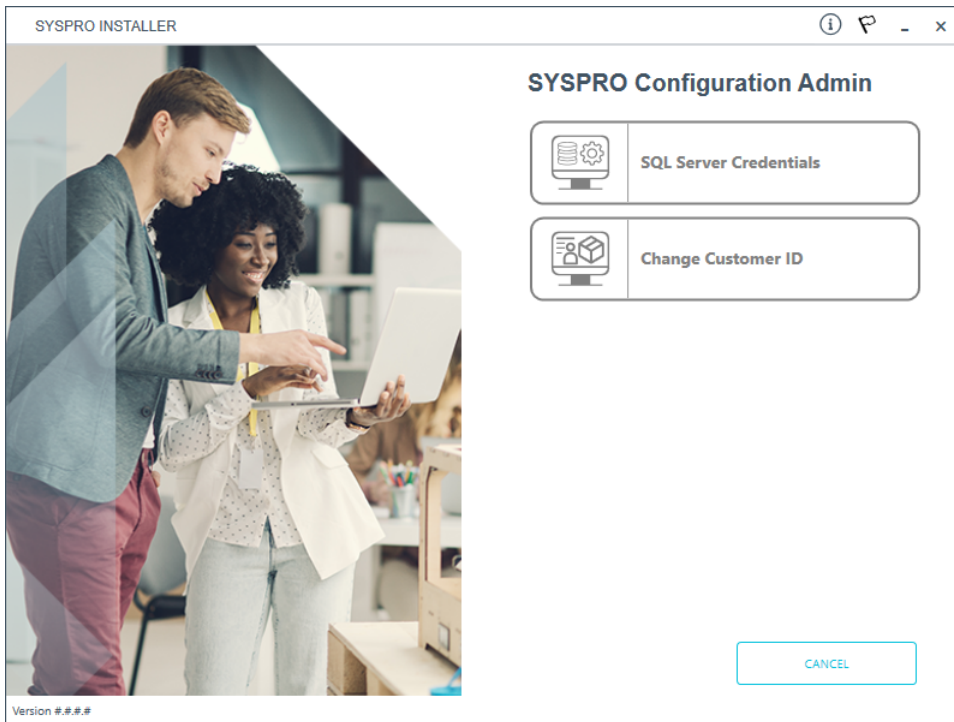 SYSPRO INSTALLER
SYSPRO Configuration Admin
SQL Server Credentials
Change Customer ID
CANCEL
Version #.#.#.#